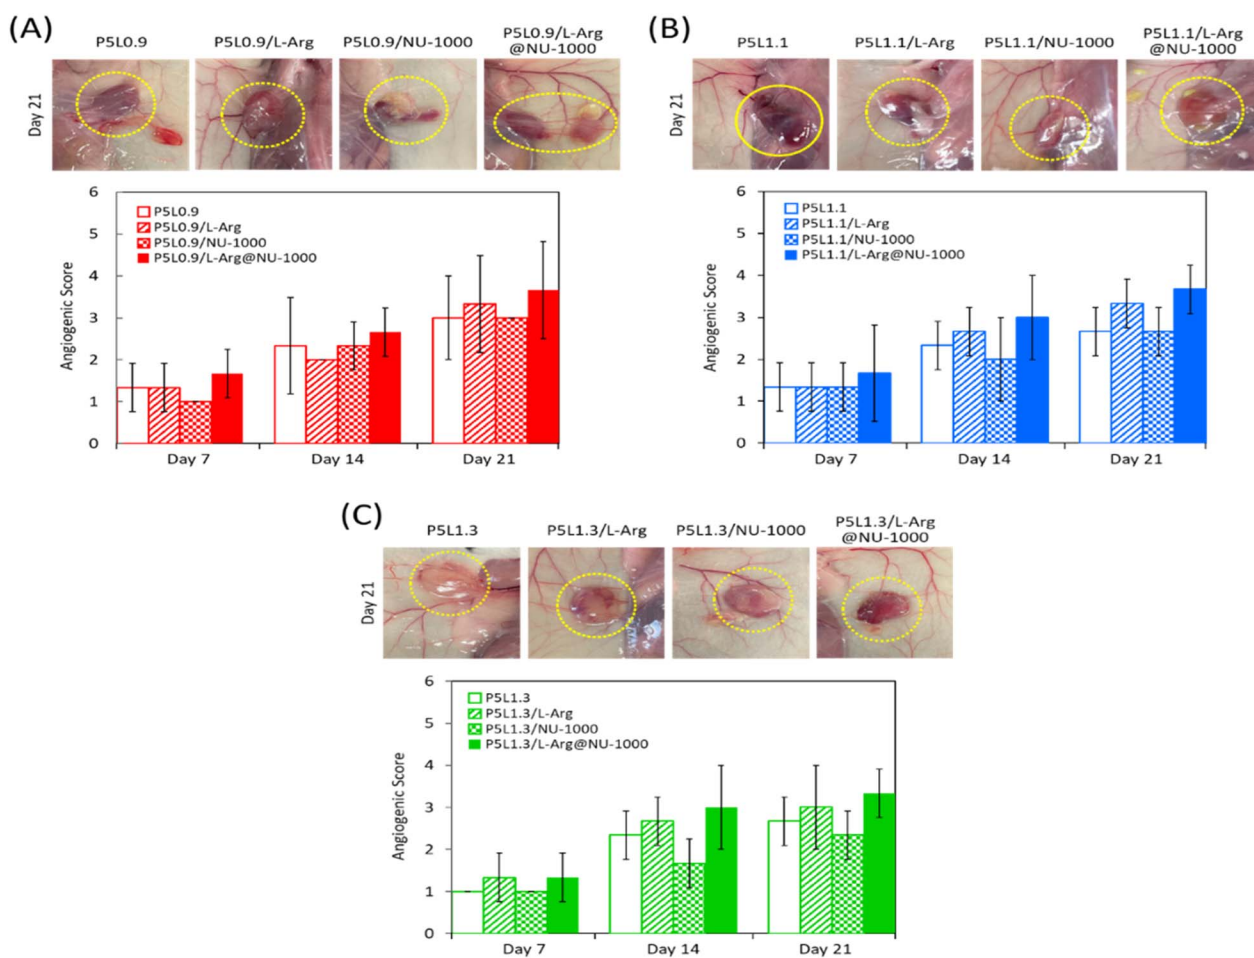 (A)
P5L0.9 P5L0.9/L-Arg P5L0.9/NU-1000 P5L0.9/L-Arg
@NU-1000
Day 21
6
5
4
3
2
1
0
Angiogenic Score
P5L0.9
P5L0.9/L-Arg
P5L0.9/NU-1000
P5L0.9/L-Arg@NU-1000
Day 7 Day 14 Day 21
(B)
P5L1.1 P5L1.1/L-Arg P5L1.1/NU-1000 P5L1.1/L-Arg
@NU-1000
Day 21
6
5
4
3
2
1
0
Angiogenic Score
P5L1.1
P5L1.1/L-Arg
P5L1.1/NU-1000
P5L1.1/L-Arg@NU-1000
Day 7 Day 14 Day 21
(C)
P5L1.3 P5L1.3/L-Arg P5L1.3/NU-1000 P5L1.3/L-Arg
@NU-1000
Day 21
6
5
4
3
2
1
0
Angiogenic Score
P5L1.3
P5L1.3/L-Arg
P5L1.3/NU-1000
P5L1.3/L-Arg@NU-1000
Day 7 Day 14 Day 21